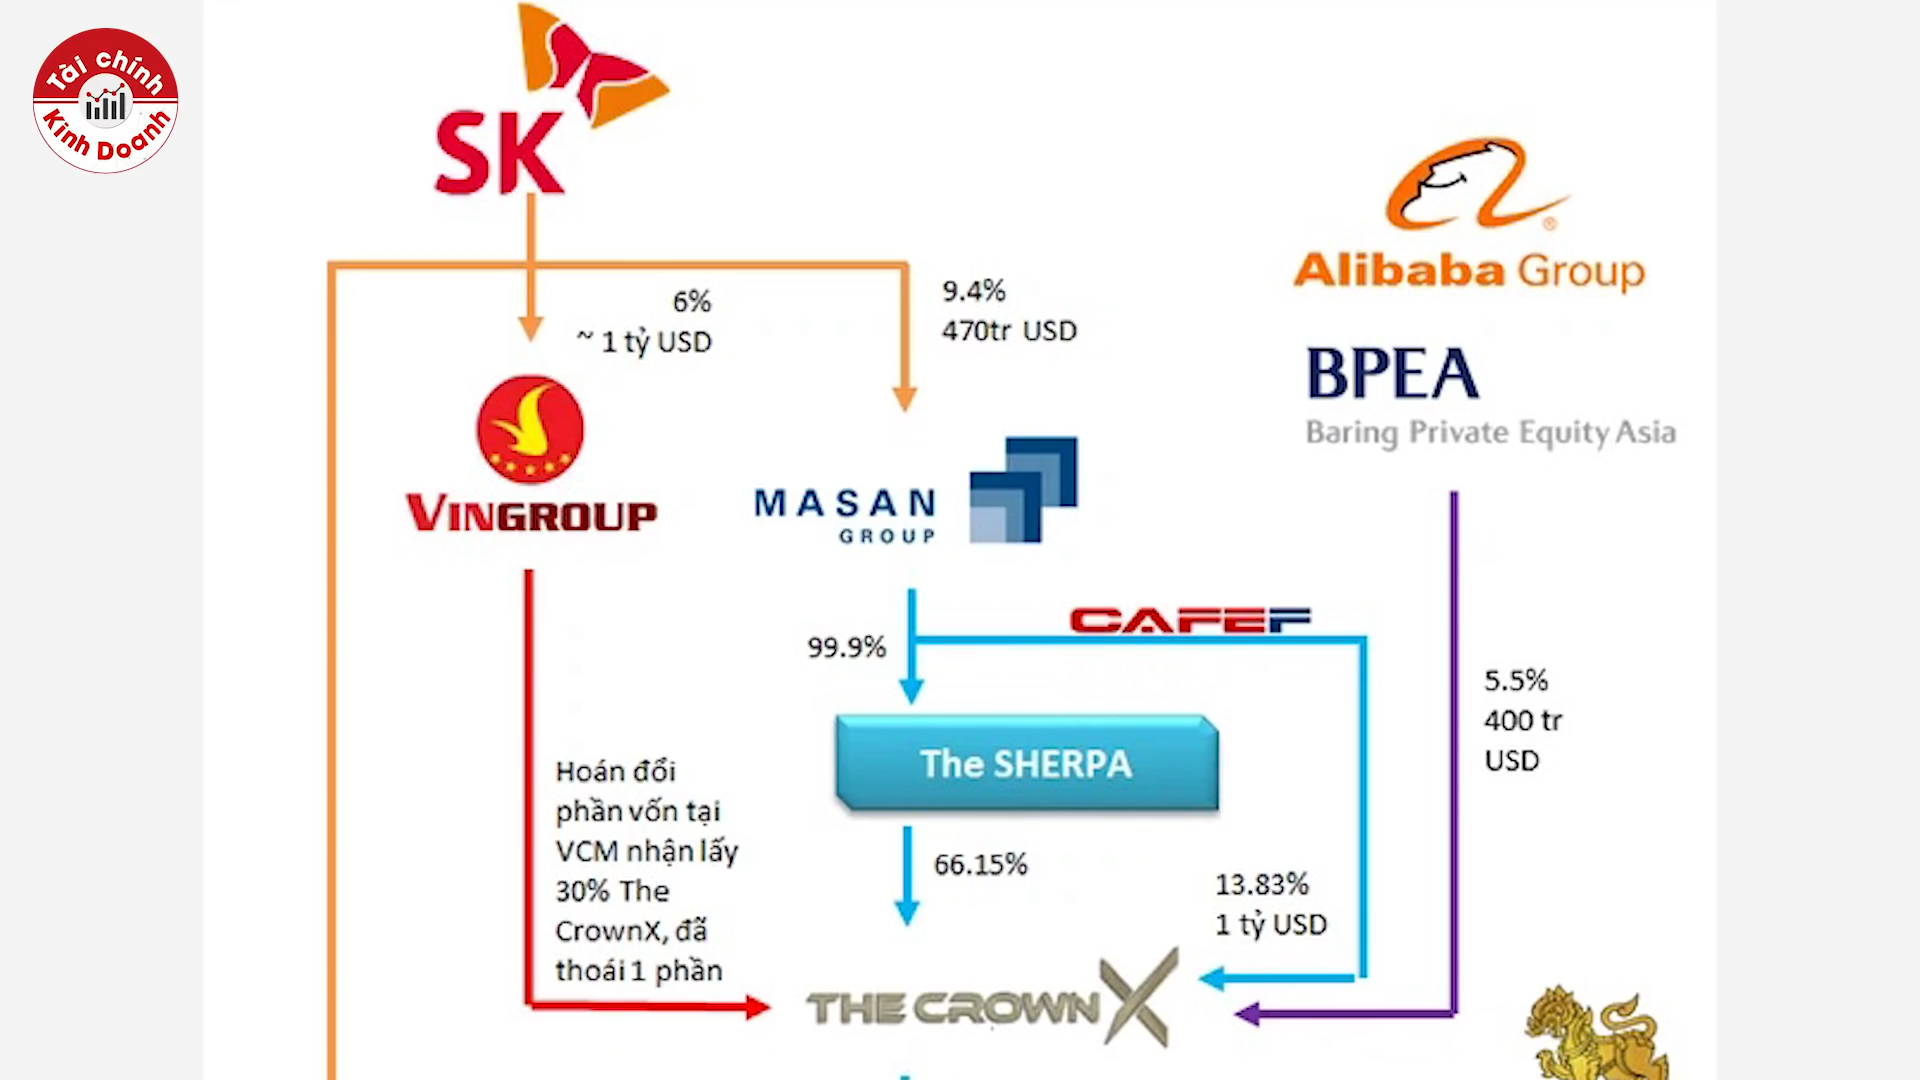 Tài chính
Kinh Doanh
SK
6%
~ 1 tỷ USD
9.4%
470tr USD
Alibaba Group
BPEA
Baring Private Equity Asia
VINGROUP
MASAN
GROUP
CAFEF
99.9%
The SHERPA
5.5%
400 tr
USD
Hoán đổi
phần vốn tại
VCM nhận lấy
30% The
CrownX, đã
thoái 1 phần
66.15%
13.83%
1 tỷ USD
THE CROWNX